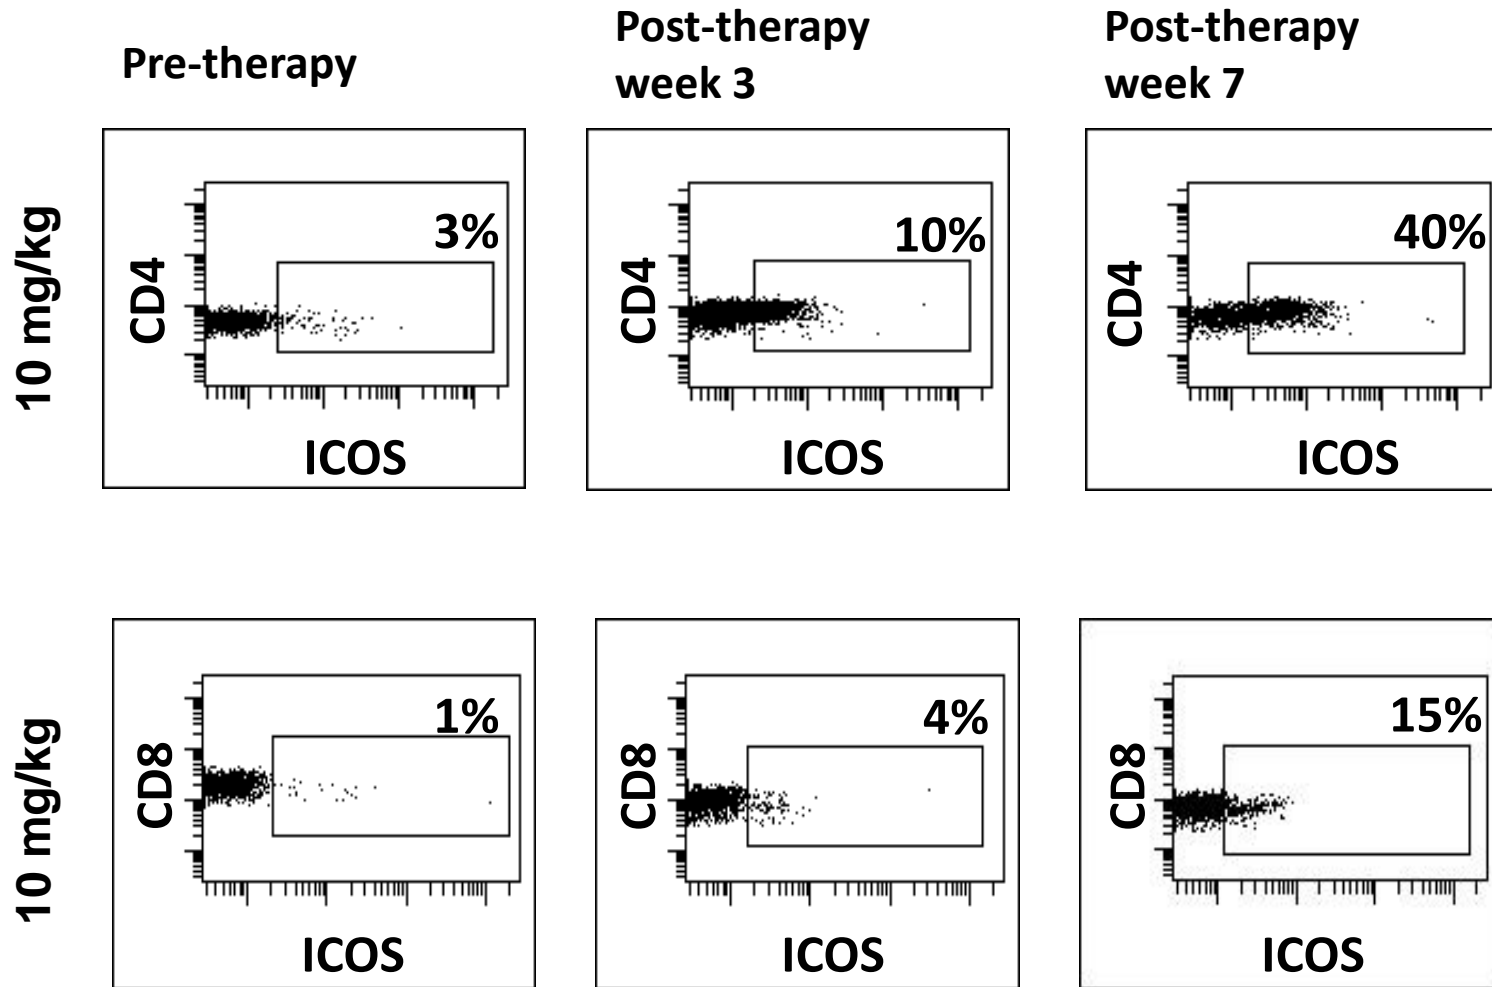 Pre-therapy
Post-therapy
week 3
Post-therapy
week 7
10 mg/kg
CD4
3%
ICOS
CD4
10%
ICOS
CD4
40%
ICOS
10 mg/kg
CD8
1%
ICOS
CD8
4%
ICOS
CD8
15%
ICOS